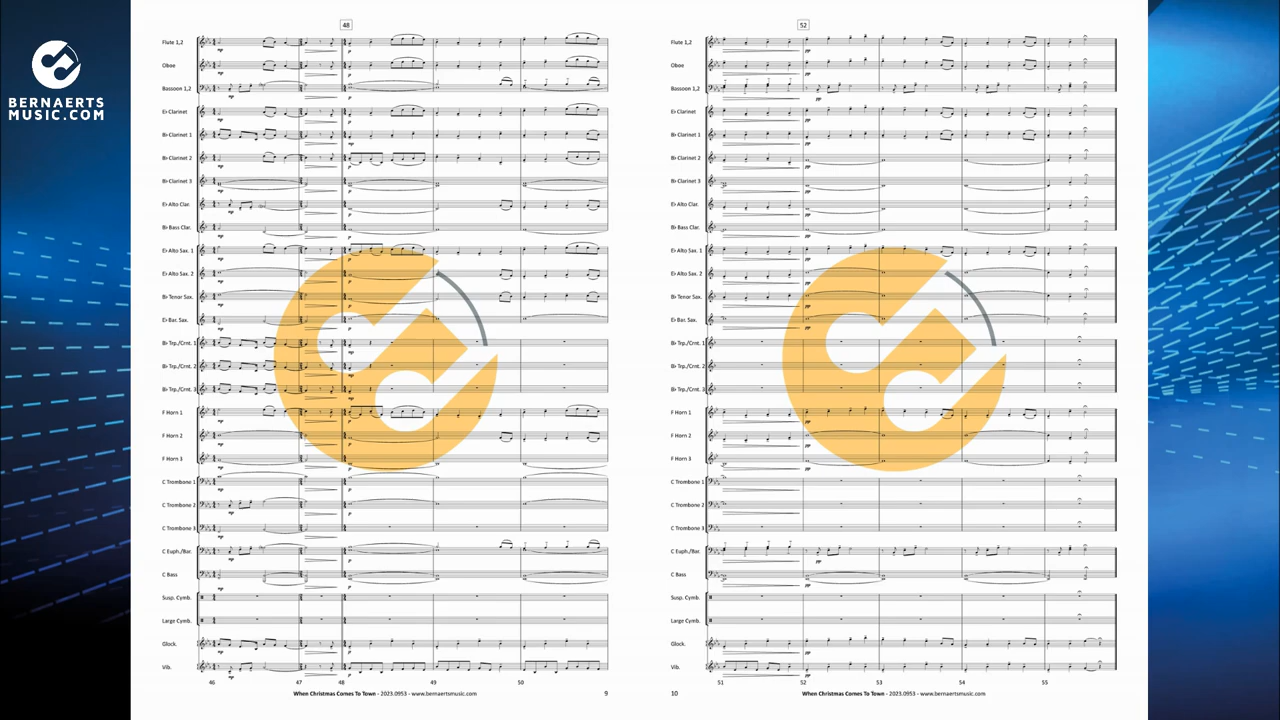 BERNAERTS
MUSIC.COM
48
Flute 1,2
Oboe
Bassoon 1,2
E♭ Clarinet
B♭ Clarinet 1
B♭ Clarinet 2
B♭ Clarinet 3
E♭ Alto Clar.
B♭ Bass Clar.
E♭ Alto Sax. 1
E♭ Alto Sax. 2
B♭ Tenor Sax.
E♭ Bar. Sax.
B♭ Trp./Crnt. 1
B♭ Trp./Crnt. 2
B♭ Trp./Crnt. 3
F Horn 1
F Horn 2
F Horn 3
C Trombone 1
C Trombone 2
C Trombone 3
C Euph./Bar.
C Bass
Susp. Cymb.
Large Cymb.
Glock.
Vib.
46 47 48 49 50
When Christmas Comes To Town - 2023.0953 - www.bernaertsmusic.com
9
52
Flute 1,2
Oboe
Bassoon 1,2
E♭ Clarinet
B♭ Clarinet 1
B♭ Clarinet 2
B♭ Clarinet 3
E♭ Alto Clar.
B♭ Bass Clar.
E♭ Alto Sax. 1
E♭ Alto Sax. 2
B♭ Tenor Sax.
E♭ Bar. Sax.
B♭ Trp./Crnt. 1
B♭ Trp./Crnt. 2
B♭ Trp./Crnt. 3
F Horn 1
F Horn 2
F Horn 3
C Trombone 1
C Trombone 2
C Trombone 3
C Euph./Bar.
C Bass
Susp. Cymb.
Large Cymb.
Glock.
Vib.
51 52 53 54 55
10
When Christmas Comes To Town - 2023.0953 - www.bernaertsmusic.com